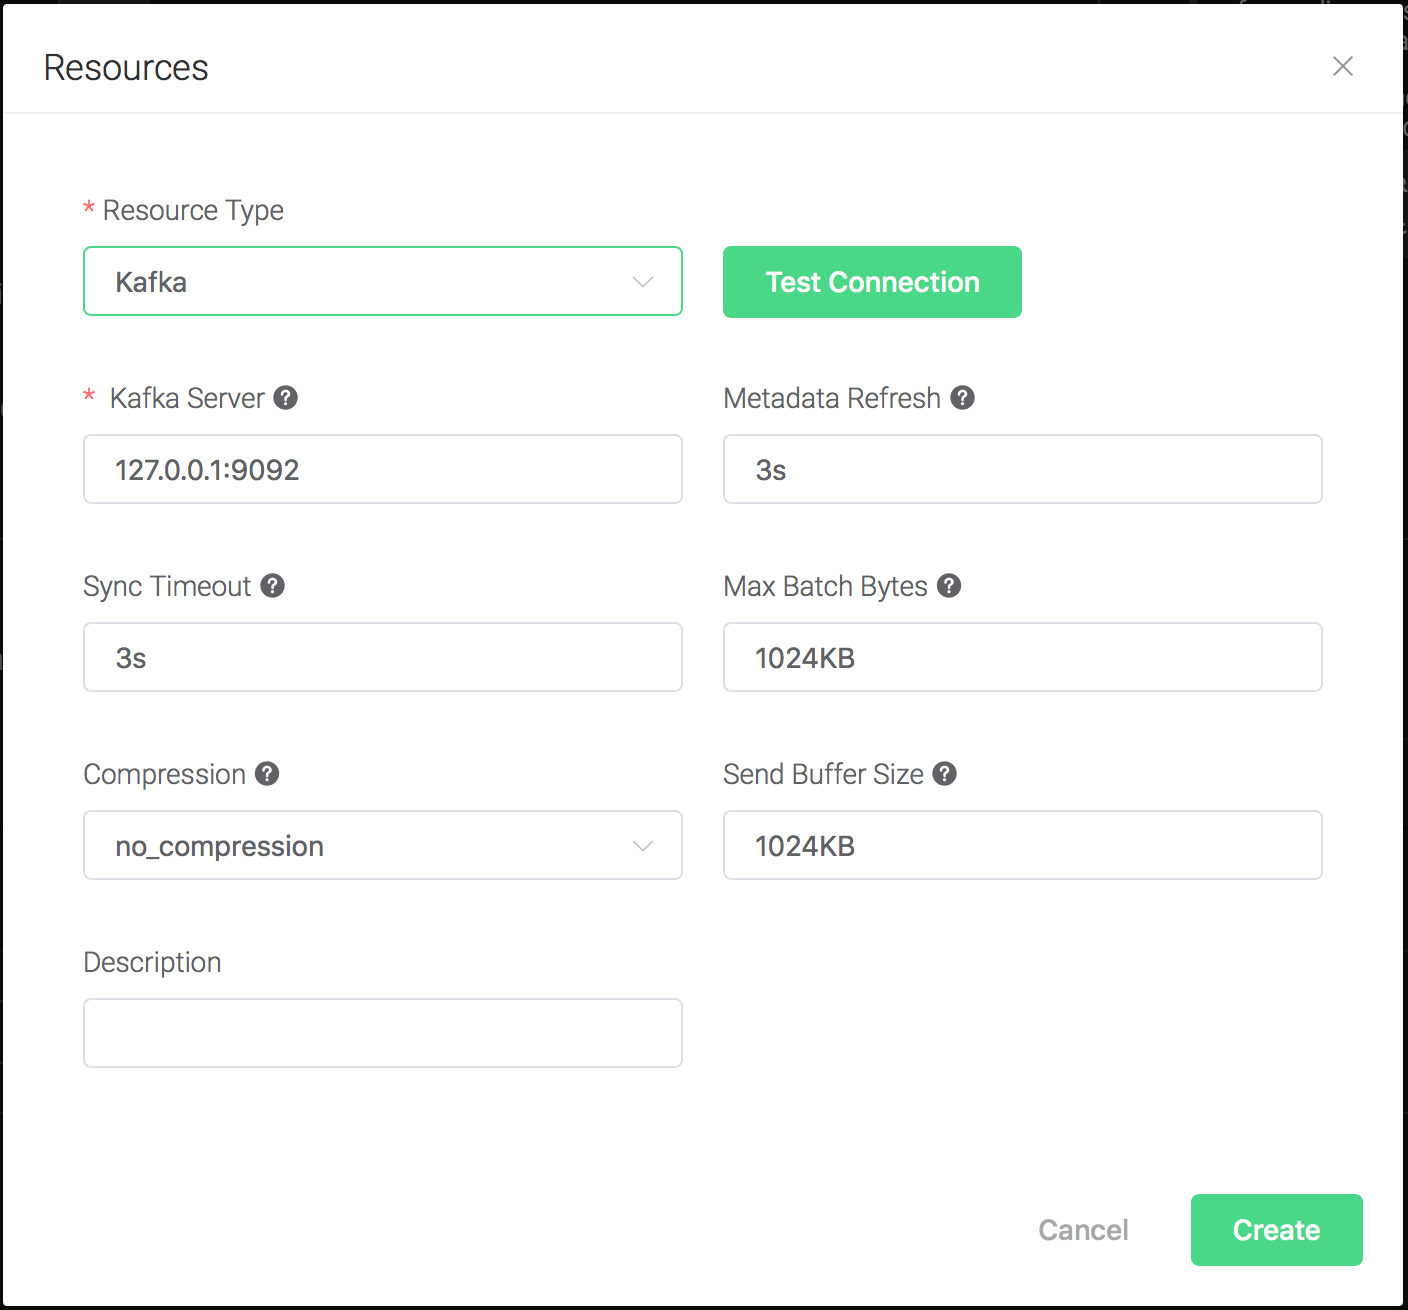 Resources
* Resource Type
Kafka
Test Connection
* Kafka Server ?
Metadata Refresh ?
127.0.0.1:9092
3s
Sync Timeout ?
Max Batch Bytes ?
3s
1024KB
Compression ?
Send Buffer Size ?
no_compression
1024KB
Description
Cancel
Create